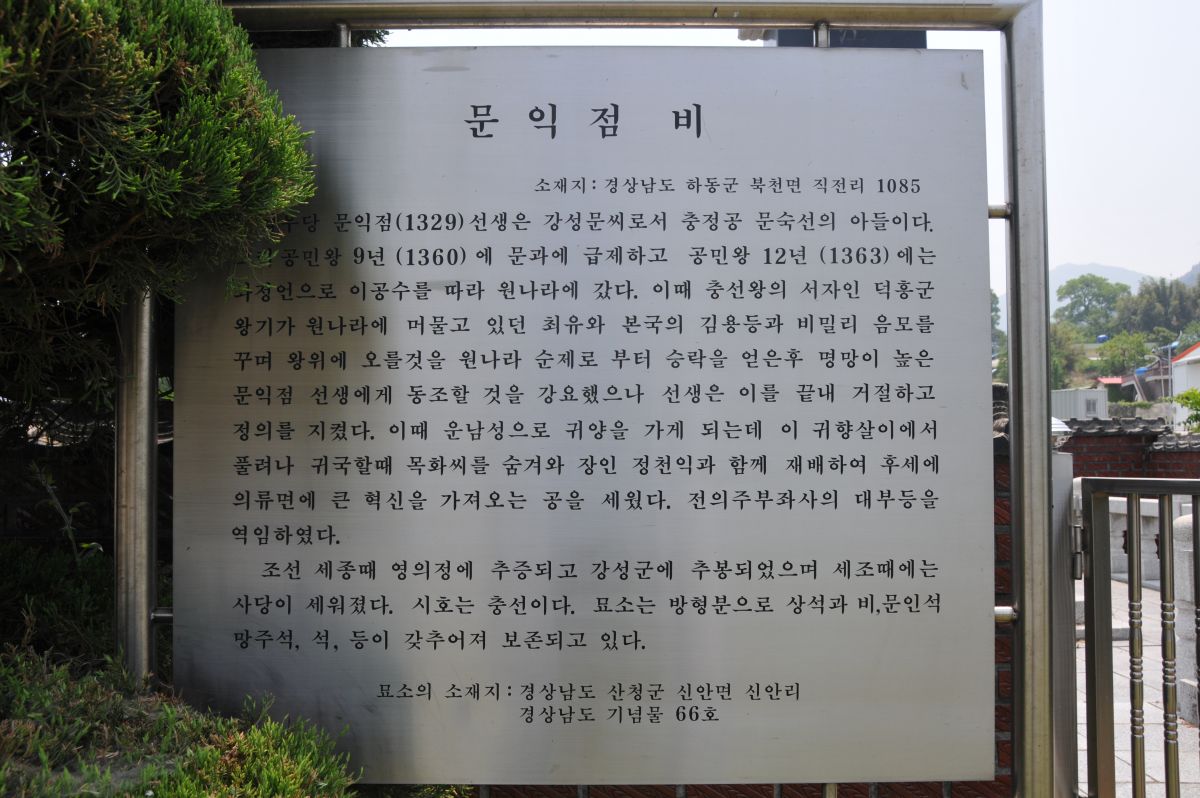 문익점 비
소재지 : 경상남도 하동군 북천면 직전리 1085
당 문익점(1329) 선생은 강성문씨로서 충정공 문숙선의 아들이다.
공민왕 9년 (1360) 에 문과에 급제하고 공민왕 12년 (1363) 에는
이공수를 따라 원나라에 갔다. 이때 충선왕의 서자인 덕흥군
왕기가 원나라에 머물고 있던 최유와 본국의 김용등과 비밀리 음모를
꾸며 왕위에 오를것을 원나라 순제로 부터 승락을 얻은후 명망이 높은
문익점 선생에게 동조할 것을 강요했으나 선생은 이를 끝내 거절하고
정의를 지켰다. 이때 운남성으로 귀양을 가게 되는데 이 귀향살이에서
풀려나 귀국할때 목화씨를 숨겨와 장인 정천익과 함께 재배하여 후세에
의류면에 큰 혁신을 가져오는 공을 세웠다. 전의주부좌사의 대부등을
역임하였다.
조선 세종때 영의정에 추증되고 강성군에 추봉되었으며 세조때에는
사당이 세워졌다. 시호는 충선이다. 묘소는 방형분으로 상석과 비,문인석
망주석, 석, 등이 갖추어져 보존되고 있다.
묘소의 소재지 : 경상남도 산청군 신안면 신안리
경상남도 기념물 66호